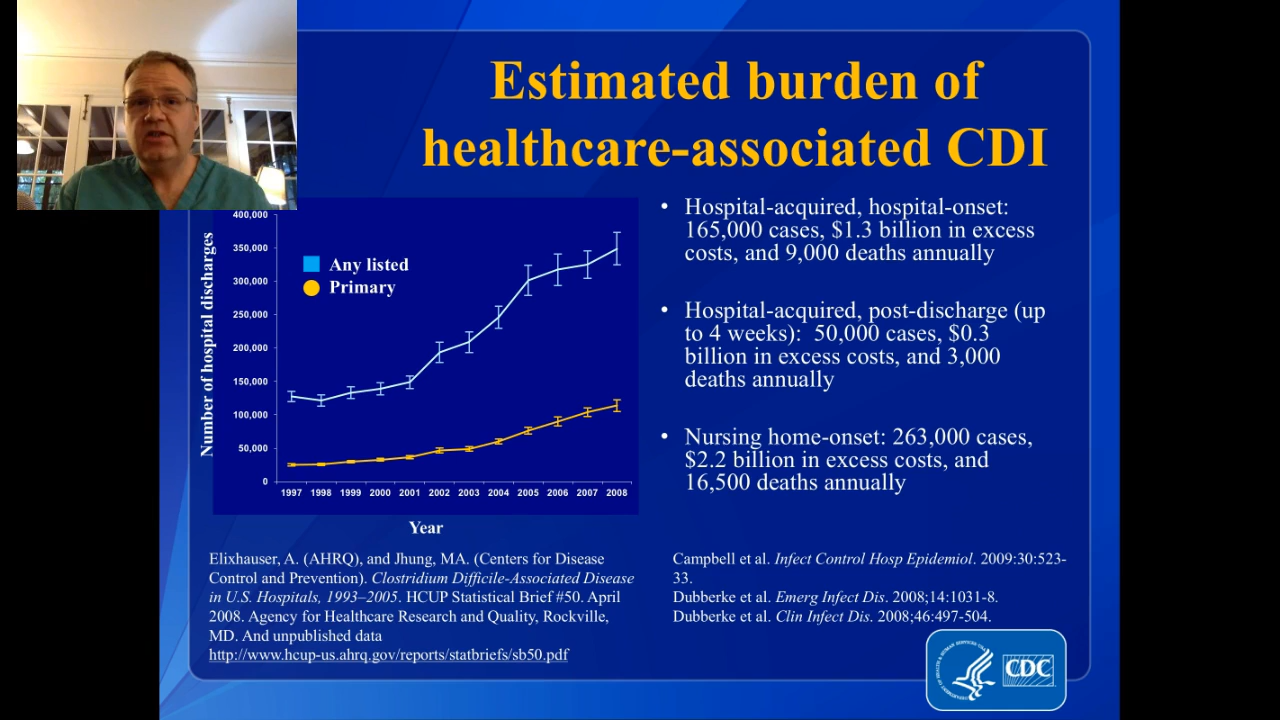 Estimated burden of
healthcare-associated CDI
Number of hospital discharges
400,000
350,000
300,000
250,000
200,000
150,000
100,000
50,000
0
Any listed
Primary
1997 1998 1999 2000 2001 2002 2003 2004 2005 2006 2007 2008
Year
• Hospital-acquired, hospital-onset:
165,000 cases, $1.3 billion in excess
costs, and 9,000 deaths annually
• Hospital-acquired, post-discharge (up
to 4 weeks): 50,000 cases, $0.3
billion in excess costs, and 3,000
deaths annually
• Nursing home-onset: 263,000 cases,
$2.2 billion in excess costs, and
16,500 deaths annually
Elixhauser, A. (AHRQ), and Jhung, MA. (Centers for Disease
Control and Prevention). Clostridium Difficile-Associated Disease
in U.S. Hospitals, 1993–2005. HCUP Statistical Brief #50. April
2008. Agency for Healthcare Research and Quality, Rockville,
MD. And unpublished data
http://www.hcup-us.ahrq.gov/reports/statbriefs/sb50.pdf
Campbell et al. Infect Control Hosp Epidemiol. 2009:30:523-
33.
Dubberke et al. Emerg Infect Dis. 2008;14:1031-8.
Dubberke et al. Clin Infect Dis. 2008;46:497-504.
CDC